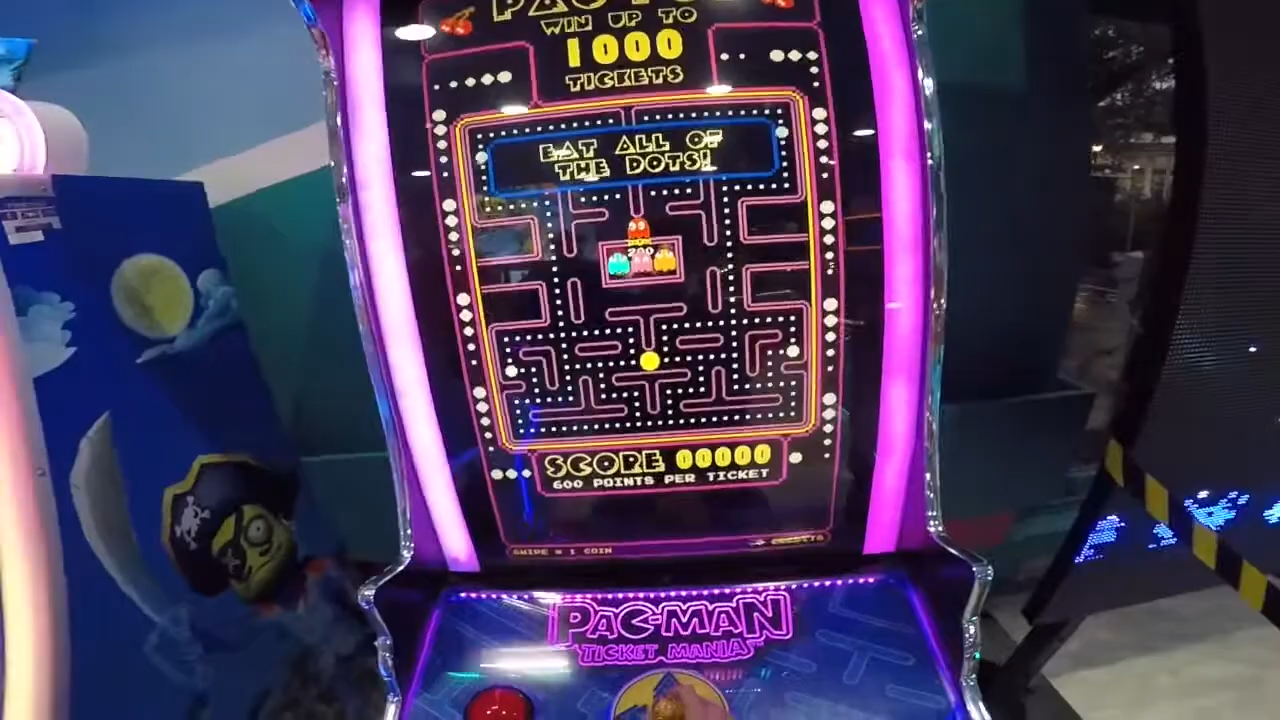 WIN UP TO
1000
TICKETS
EAT ALL OF
THE DOTS!
200
SCORE 00000
600 POINTS PER TICKET
SWIPE = 1 COIN
PAC-MAN
TICKET MANIA